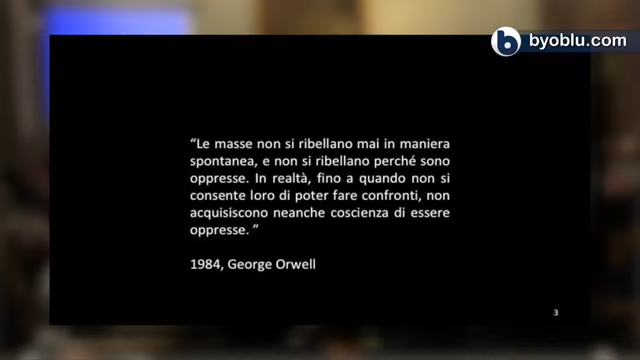 byoblu.com
“Le masse non si ribellano mai in maniera
spontanea, e non si ribellano perché sono
oppresse. In realtà, fino a quando non si
consente loro di poter fare confronti, non
acquisiscono neanche coscienza di essere
oppresse. ”
1984, George Orwell
3